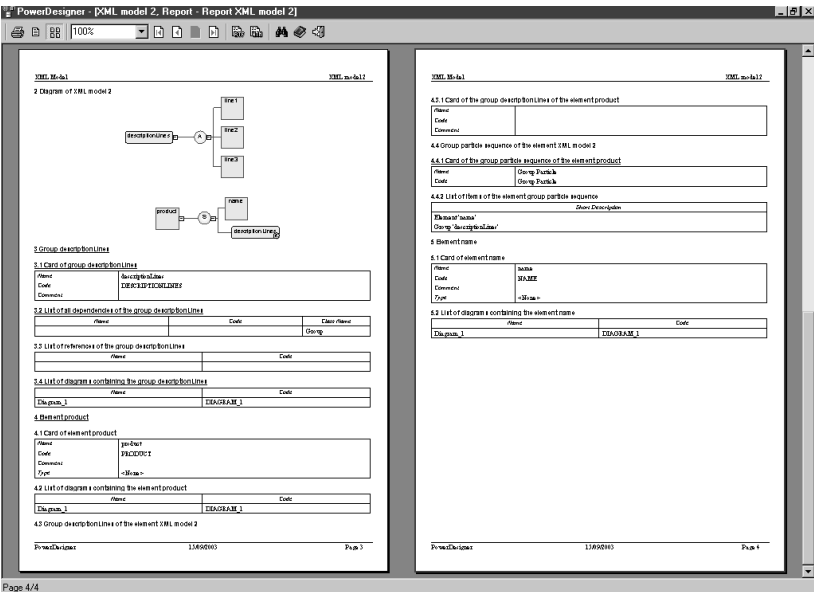 PowerDesigner - [XML model 2, Report - Report XML model 2]
100%
XML Model XML model 2
2 Diagram of XML model 2
line1
descriptionLines A line2
line3
name
product B
descriptionLines
3 Group descriptionLines
3.1 Card of group descriptionLines
Name descriptionLines
Code DESCRIPTIONLINES
Comment
3.2 List of all dependencies of the group descriptionLines
Name Code Class Name
Group
3.3 List of references of the group descriptionLines
Name Code
3.4 List of diagrams containing the group descriptionLines
Name Code
Diagram_1 DIAGRAM_1
4 Element product
4.1 Card of element product
Name product
Code PRODUCT
Comment
Type <None>
4.2 List of diagrams containing the element product
Name Code
Diagram_1 DIAGRAM_1
4.3 Group descriptionLines of the element XML model 2
PowerDesigner 15/09/2003 Page 3
XML Model XML model 2
4.3.1 Card of the group descriptionLines of the element product
Name
Code
Comment
4.4 Group particle sequence of the element XML model 2
4.4.1 Card of the group particle sequence of the element product
Name Group Particle
Code Group Particle
4.4.2 List of items of the element group particle sequence
Short Description
Element 'name'
Group 'descriptionLines'
5 Element name
5.1 Card of element name
Name name
Code NAME
Comment
Type <None>
5.2 List of diagrams containing the element name
Name Code
Diagram_1 DIAGRAM_1
PowerDesigner 15/09/2003 Page 4
Page 4/4